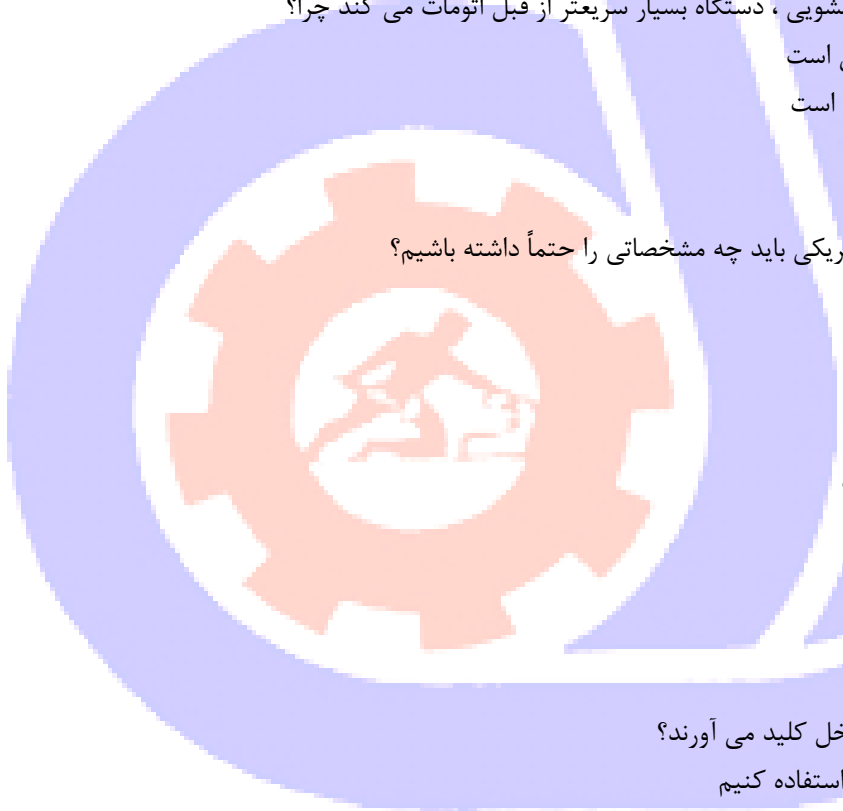 شویی ، دستگاه بسیار سریعتر از قبل اتومات می کند چرا؟
است
است
ریکی باید چه مشخصاتی را حتماً داشته باشیم؟
خل کلید می آورند؟
استفاده کنیم